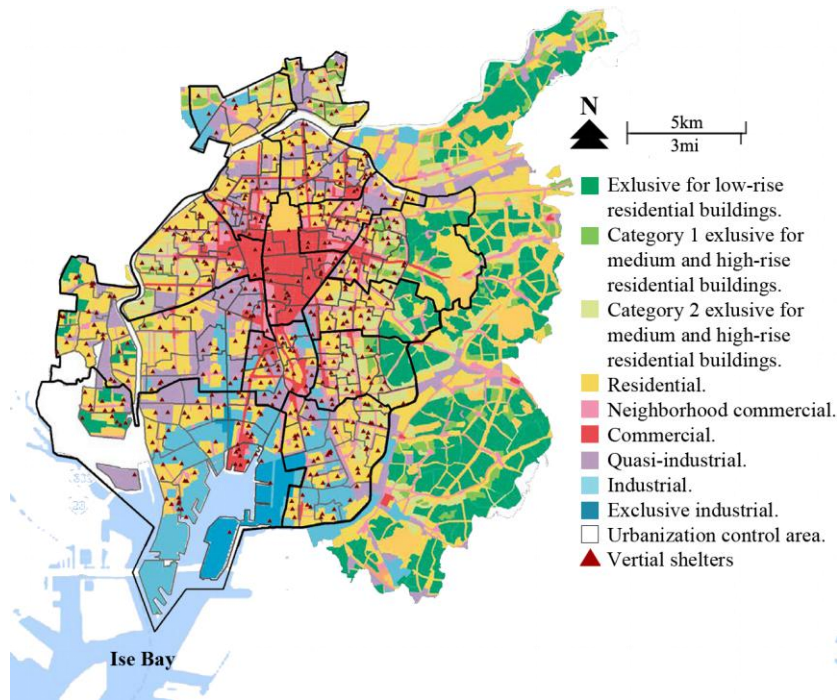 N
5km
3mi
Exlusive for low-rise
residential buildings.
Category 1 exlusive for
medium and high-rise
residential buildings.
Category 2 exlusive for
medium and high-rise
residential buildings.
Residential.
Neighborhood commercial.
Commercial.
Quasi-industrial.
Industrial.
Exclusive industrial.
Urbanization control area.
Vertial shelters
Ise Bay